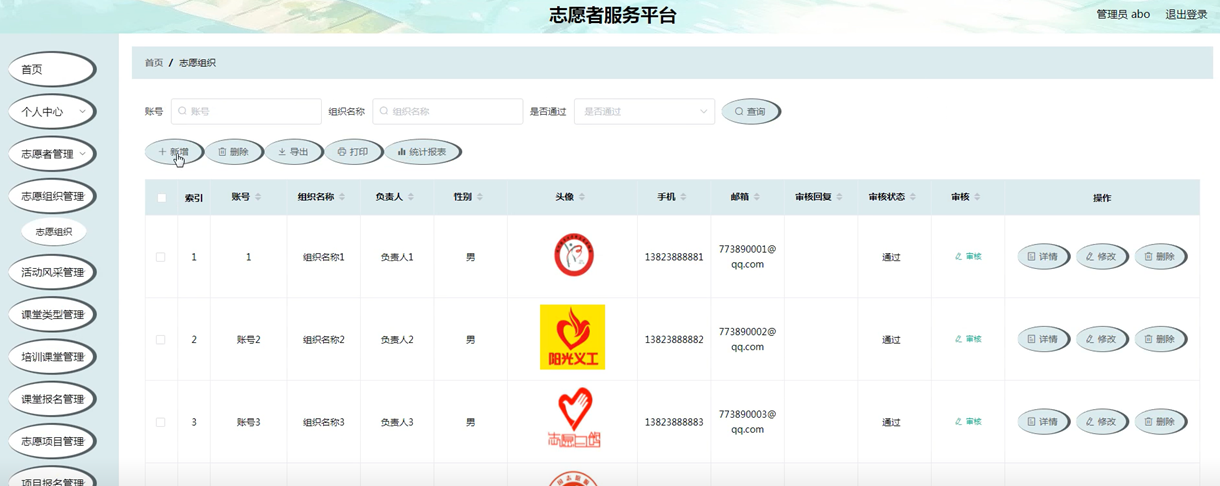 志愿者服务平台
管理员 abo 退出登录
首页
个人中心
志愿者管理
志愿组织管理
志愿组织
活动风采管理
课堂类型管理
培训课堂管理
课堂报名管理
志愿项目管理
项目报名管理
首页 / 志愿组织
账号 账号 组织名称 组织名称 是否通过 是否通过 查询
新增 删除 导出 打印 统计报表
索引 账号 组织名称 负责人 性别 头像 手机 邮箱 审核回复 审核状态 审核 操作
1 1 组织名称1 负责人1 男 13823888881 773890001@
qq.com 通过 审核 详情 修改 删除
2 账号2 组织名称2 负责人2 男 阳光义工 13823888882 773890002@
qq.com 通过 审核 详情 修改 删除
3 账号3 组织名称3 负责人3 男 13823888883 773890003@
qq.com 通过 审核 详情 修改 删除